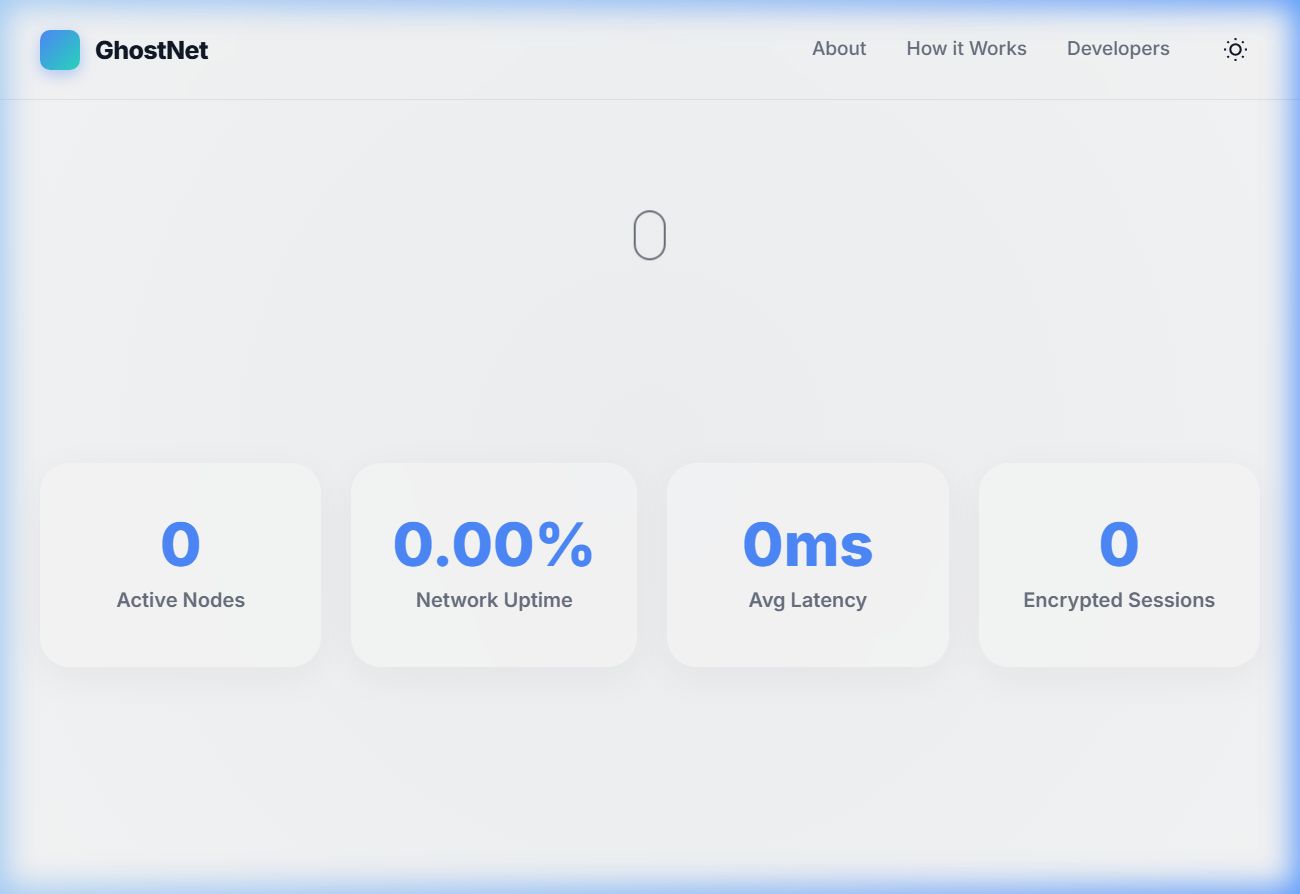 GhostNet
About How it Works Developers
0 0.00% 0ms 0
Active Nodes Network Uptime Avg Latency Encrypted Sessions